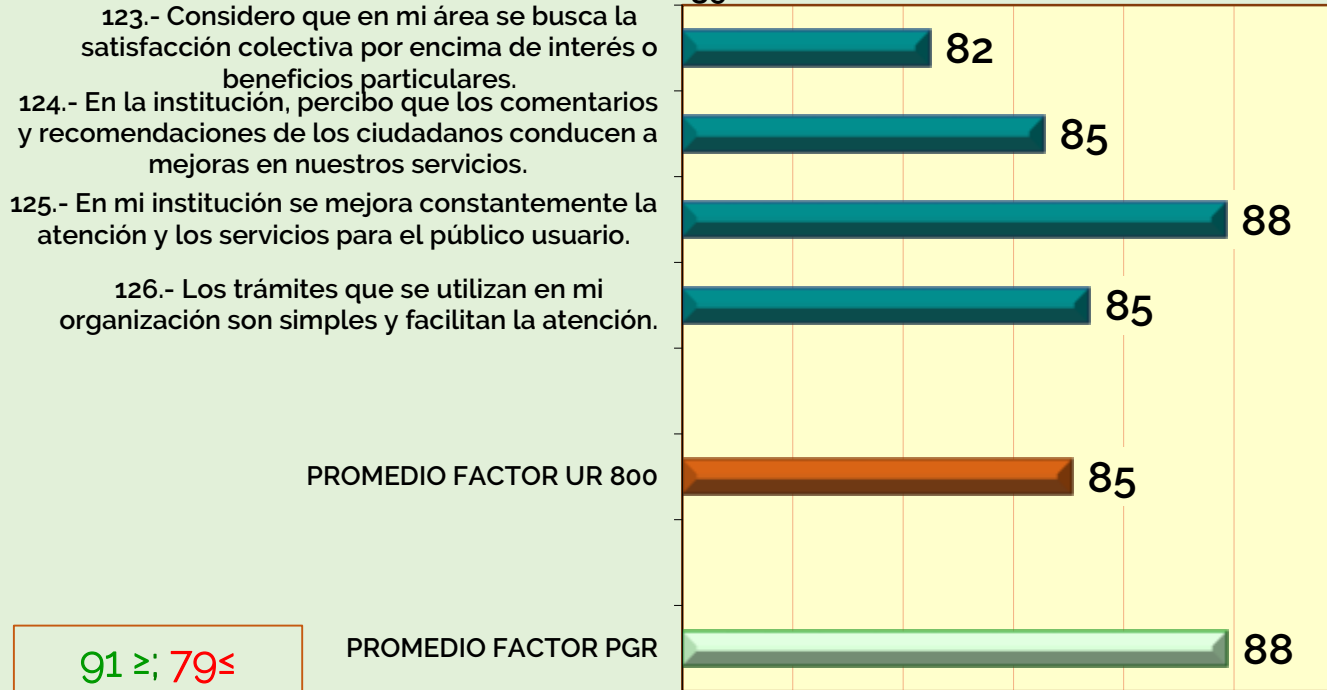 123.- Considero que en mi área se busca la
satisfacción colectiva por encima de interés o
beneficios particulares.
82
124.- En la institución, percibo que los comentarios
y recomendaciones de los ciudadanos conducen a
mejoras en nuestros servicios.
85
125.- En mi institución se mejora constantemente la
atención y los servicios para el público usuario.
88
126.- Los trámites que se utilizan en mi
organización son simples y facilitan la atención.
85
PROMEDIO FACTOR UR 800
85
PROMEDIO FACTOR PGR
88
91 ≥; 79≤